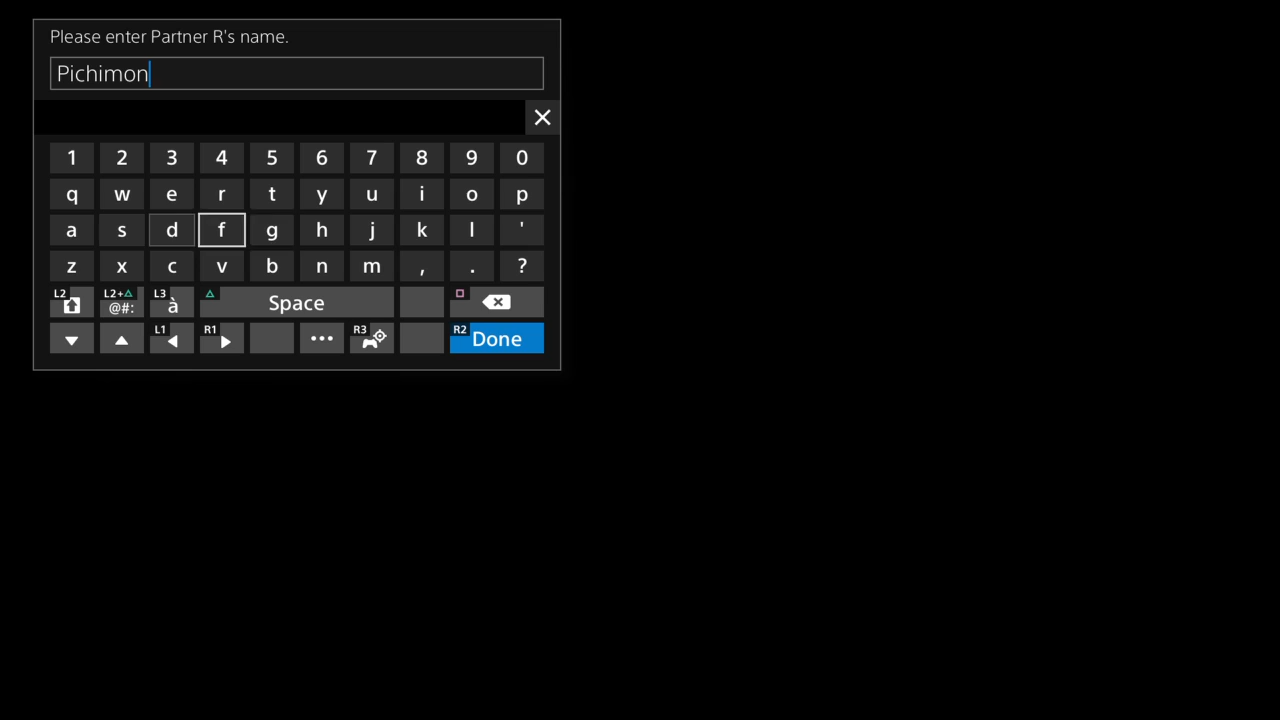 Please enter Partner R's name.
Pichimon
1 2 3 4 5 6 7 8 9 0
q w e r t y u i o p
a s d f g h j k l '
z x c v b n m , . ?
L2 L2+△ @#: L3 à △ Space □
L1 R1 ... R3 R2 Done